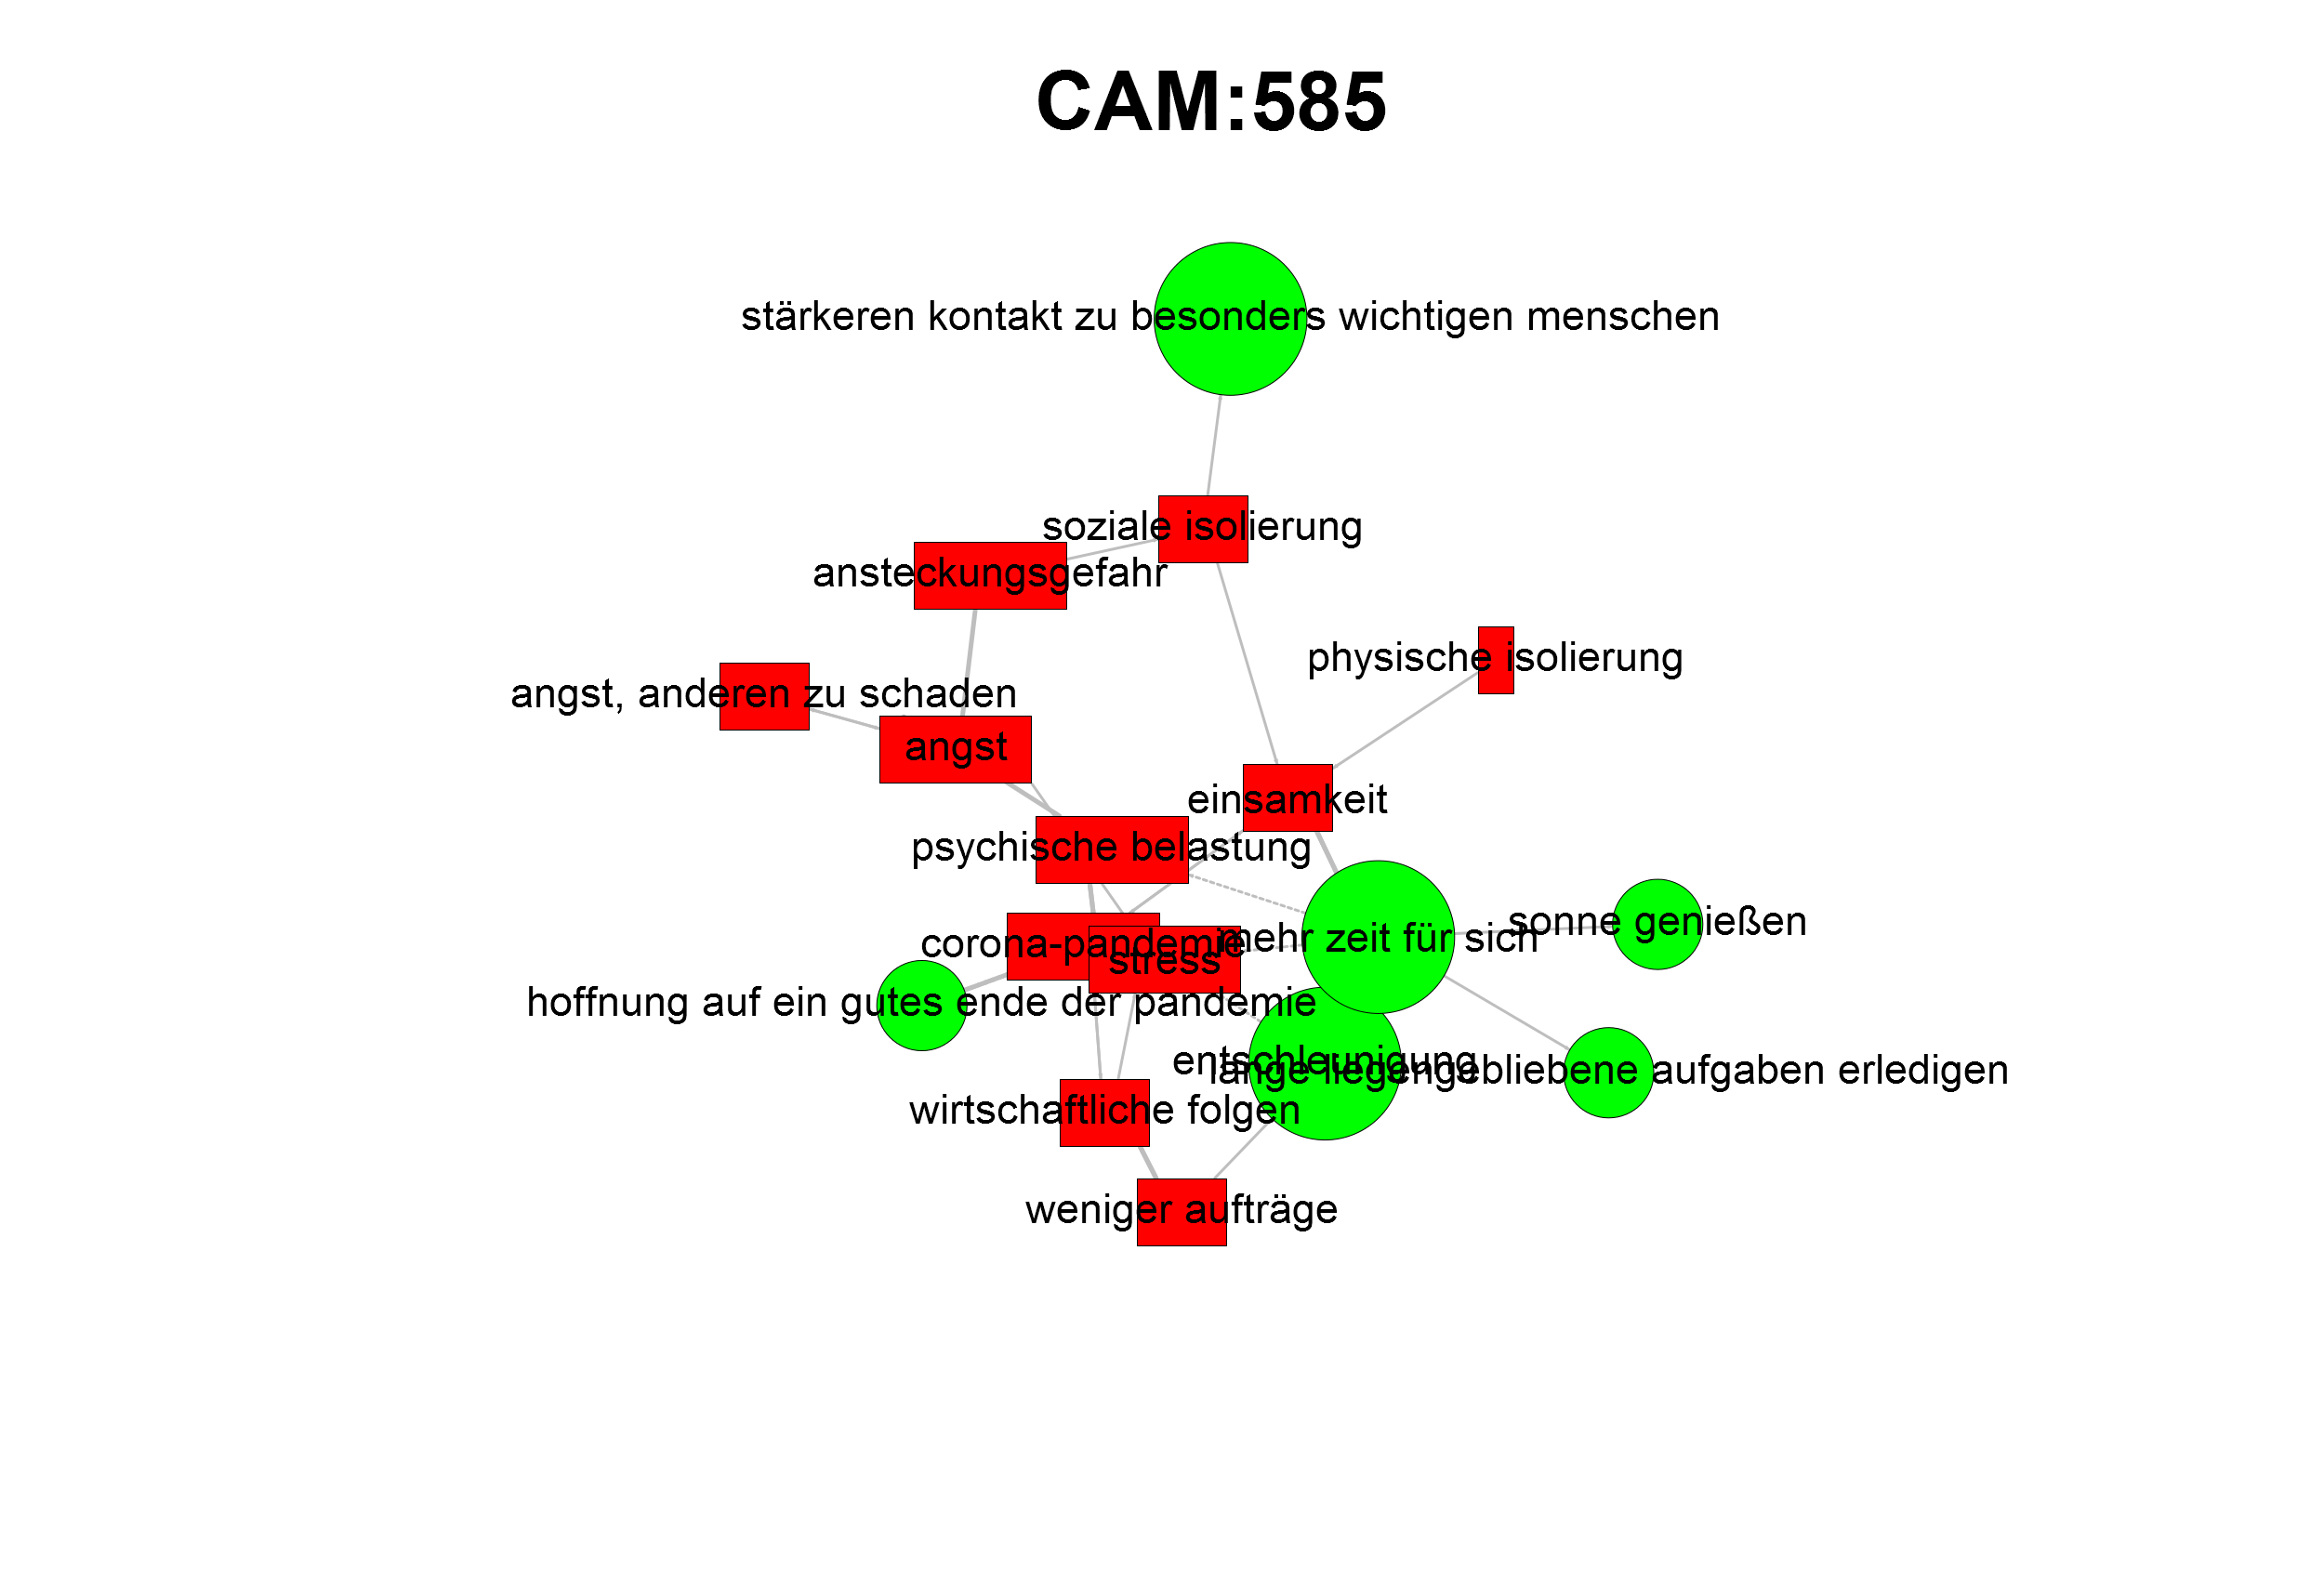 CAM:585
stärkeren kontakt zu besonders wichtigen menschen
soziale isolierung
ansteckungsgefahr
physische isolierung
angst, anderen zu schaden
angst
einsamkeit
psychische belastung
sonne genießen
mehr zeit für sich
corona-pandemie
stress
hoffnung auf ein gutes ende der pandemie
entschleunigung
lange liegengebliebene aufgaben erledigen
wirtschaftliche folgen
weniger aufträge